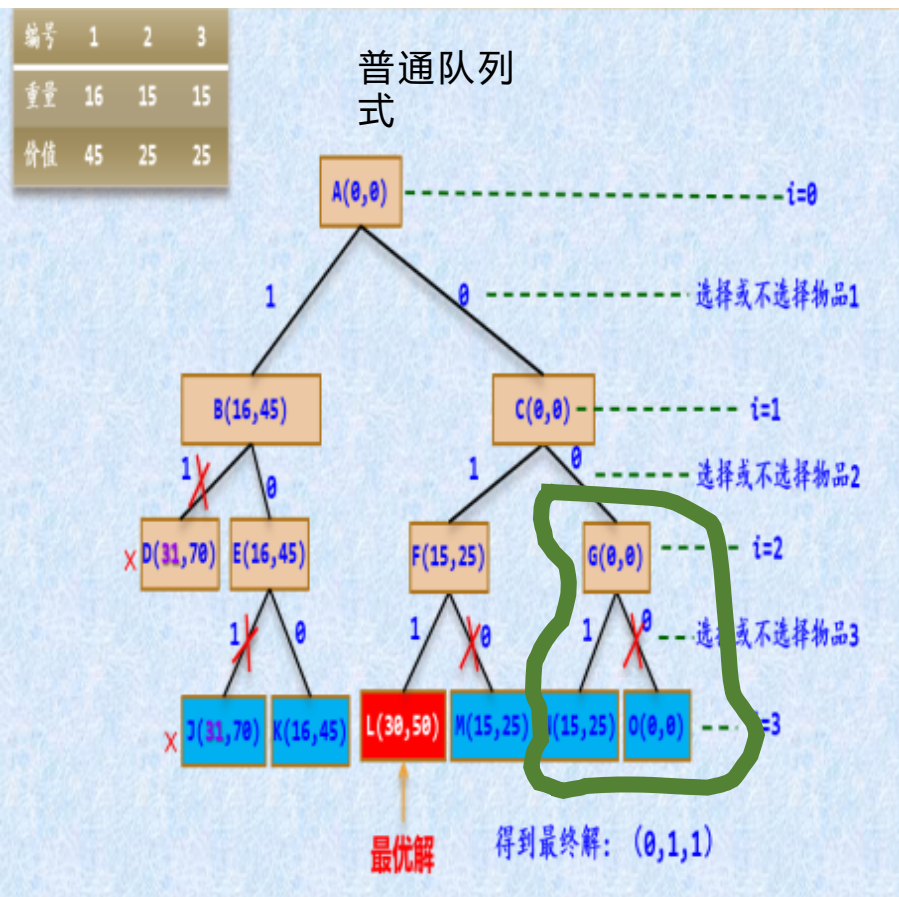 编号 1 2 3
重量 16 15 15
价值 45 25 25
普通队列
式
A(0,0) i=0
1 0 选择或不选择物品1
B(16,45) C(0,0) i=1
1 0 1 0 选择或不选择物品2
D(31,70) E(16,45) F(15,25) G(0,0) i=2
1 0 1 0 1 0 选择或不选择物品3
J(31,70) K(16,45) L(30,50) M(15,25) N(15,25) O(0,0) i=3
最优解
得到最终解: (0,1,1)